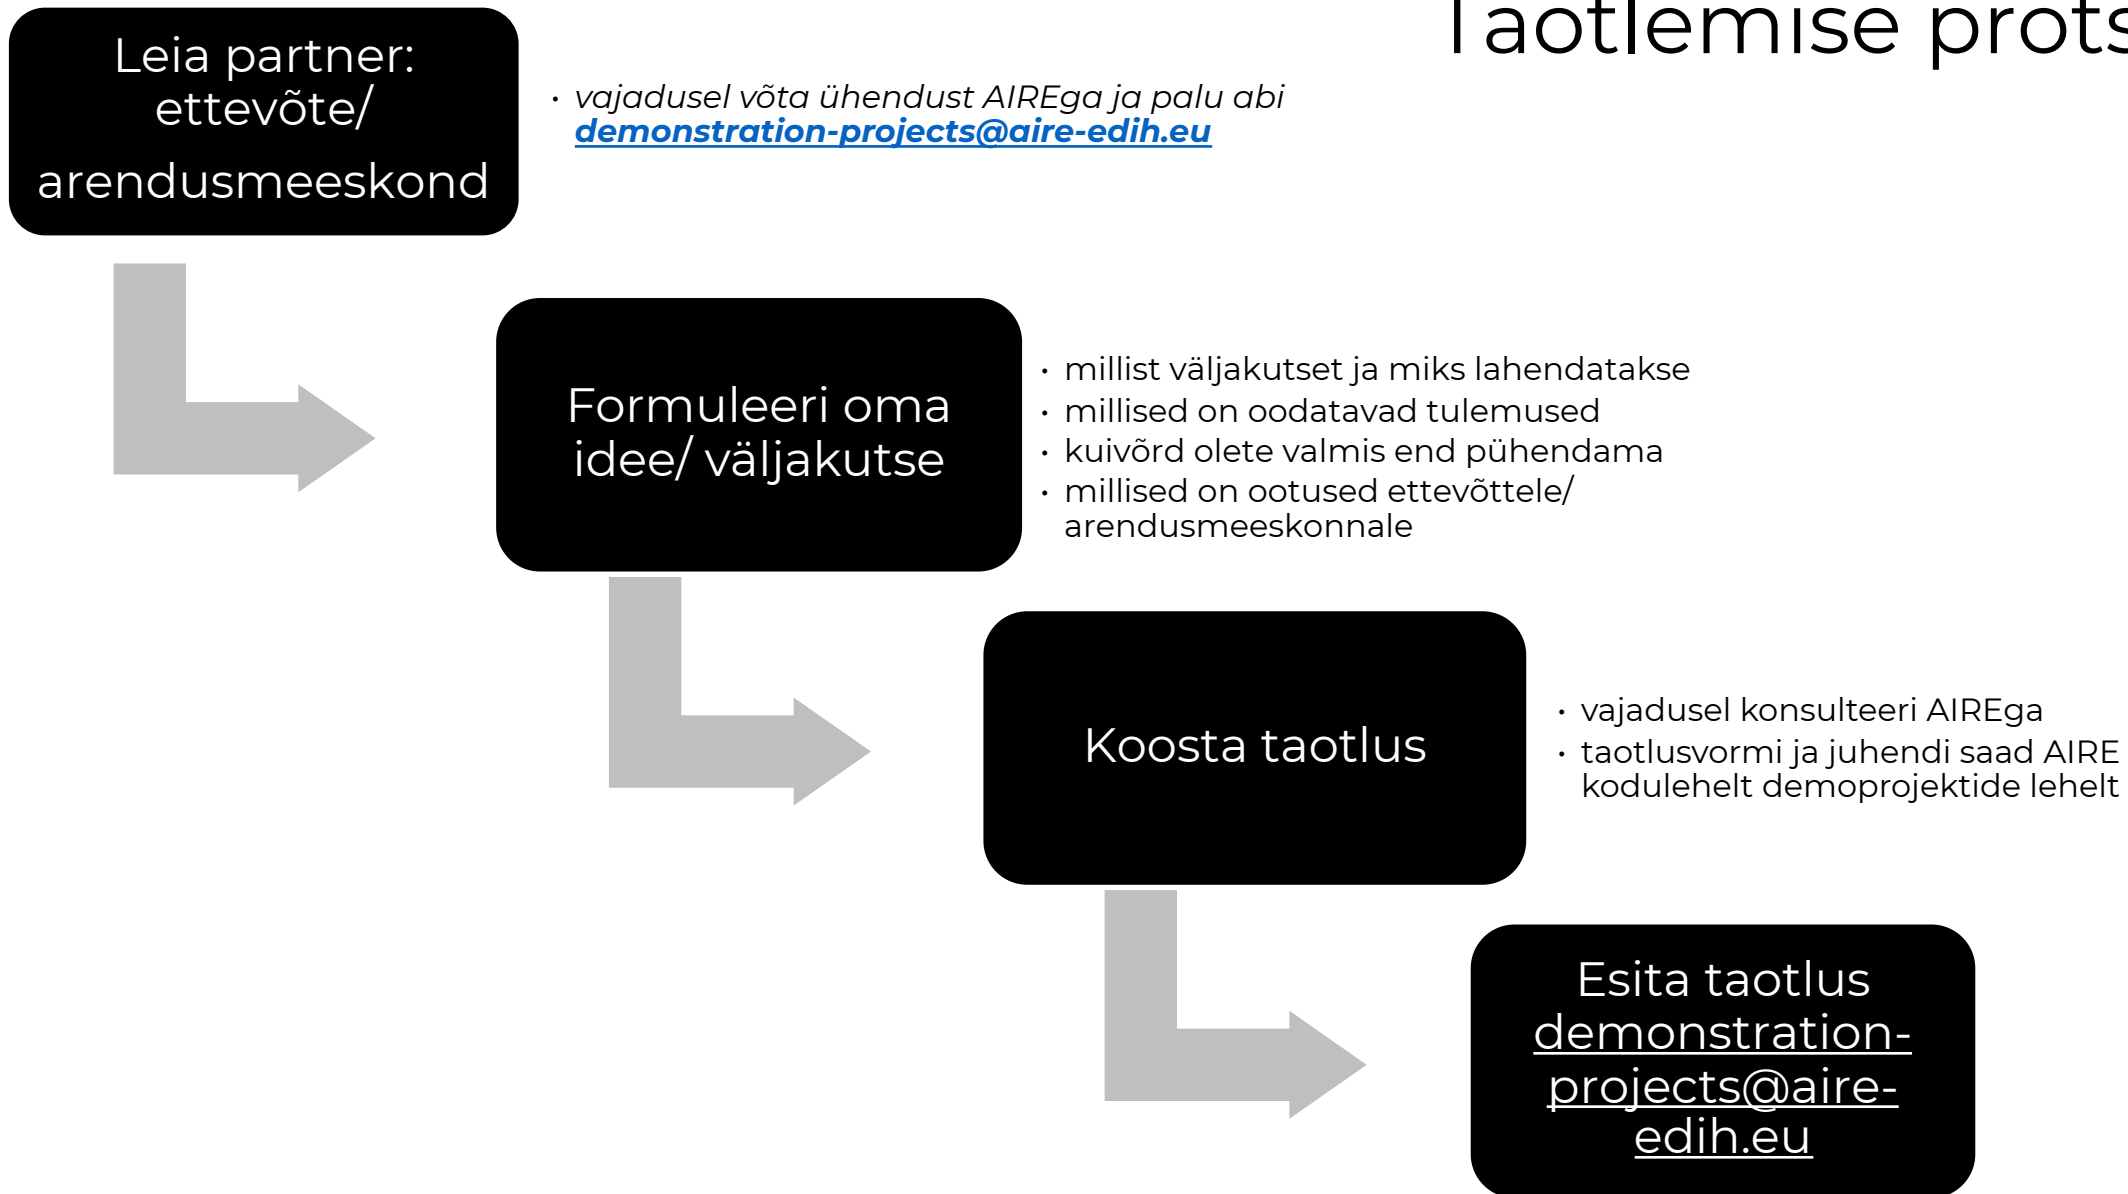 Taotlemise prots
Leia partner:
ettevõte/
arendusmeeskond
• vajadusel võta ühendust AIREga ja palu abi
demonstration-projects@aire-edih.eu
Formuleeri oma
idee/ väljakutse
• millist väljakutset ja miks lahendatakse
• millised on oodatavad tulemused
• kuivõrd olete valmis end pühendama
• millised on ootused ettevõttele/
arendusmeeskonnale
Koosta taotlus
• vajadusel konsulteeri AIREga
• taotlusvormi ja juhendi saad AIRE
kodulehelt demoprojektide lehelt
Esita taotlus
demonstration-
projects@aire-
edih.eu